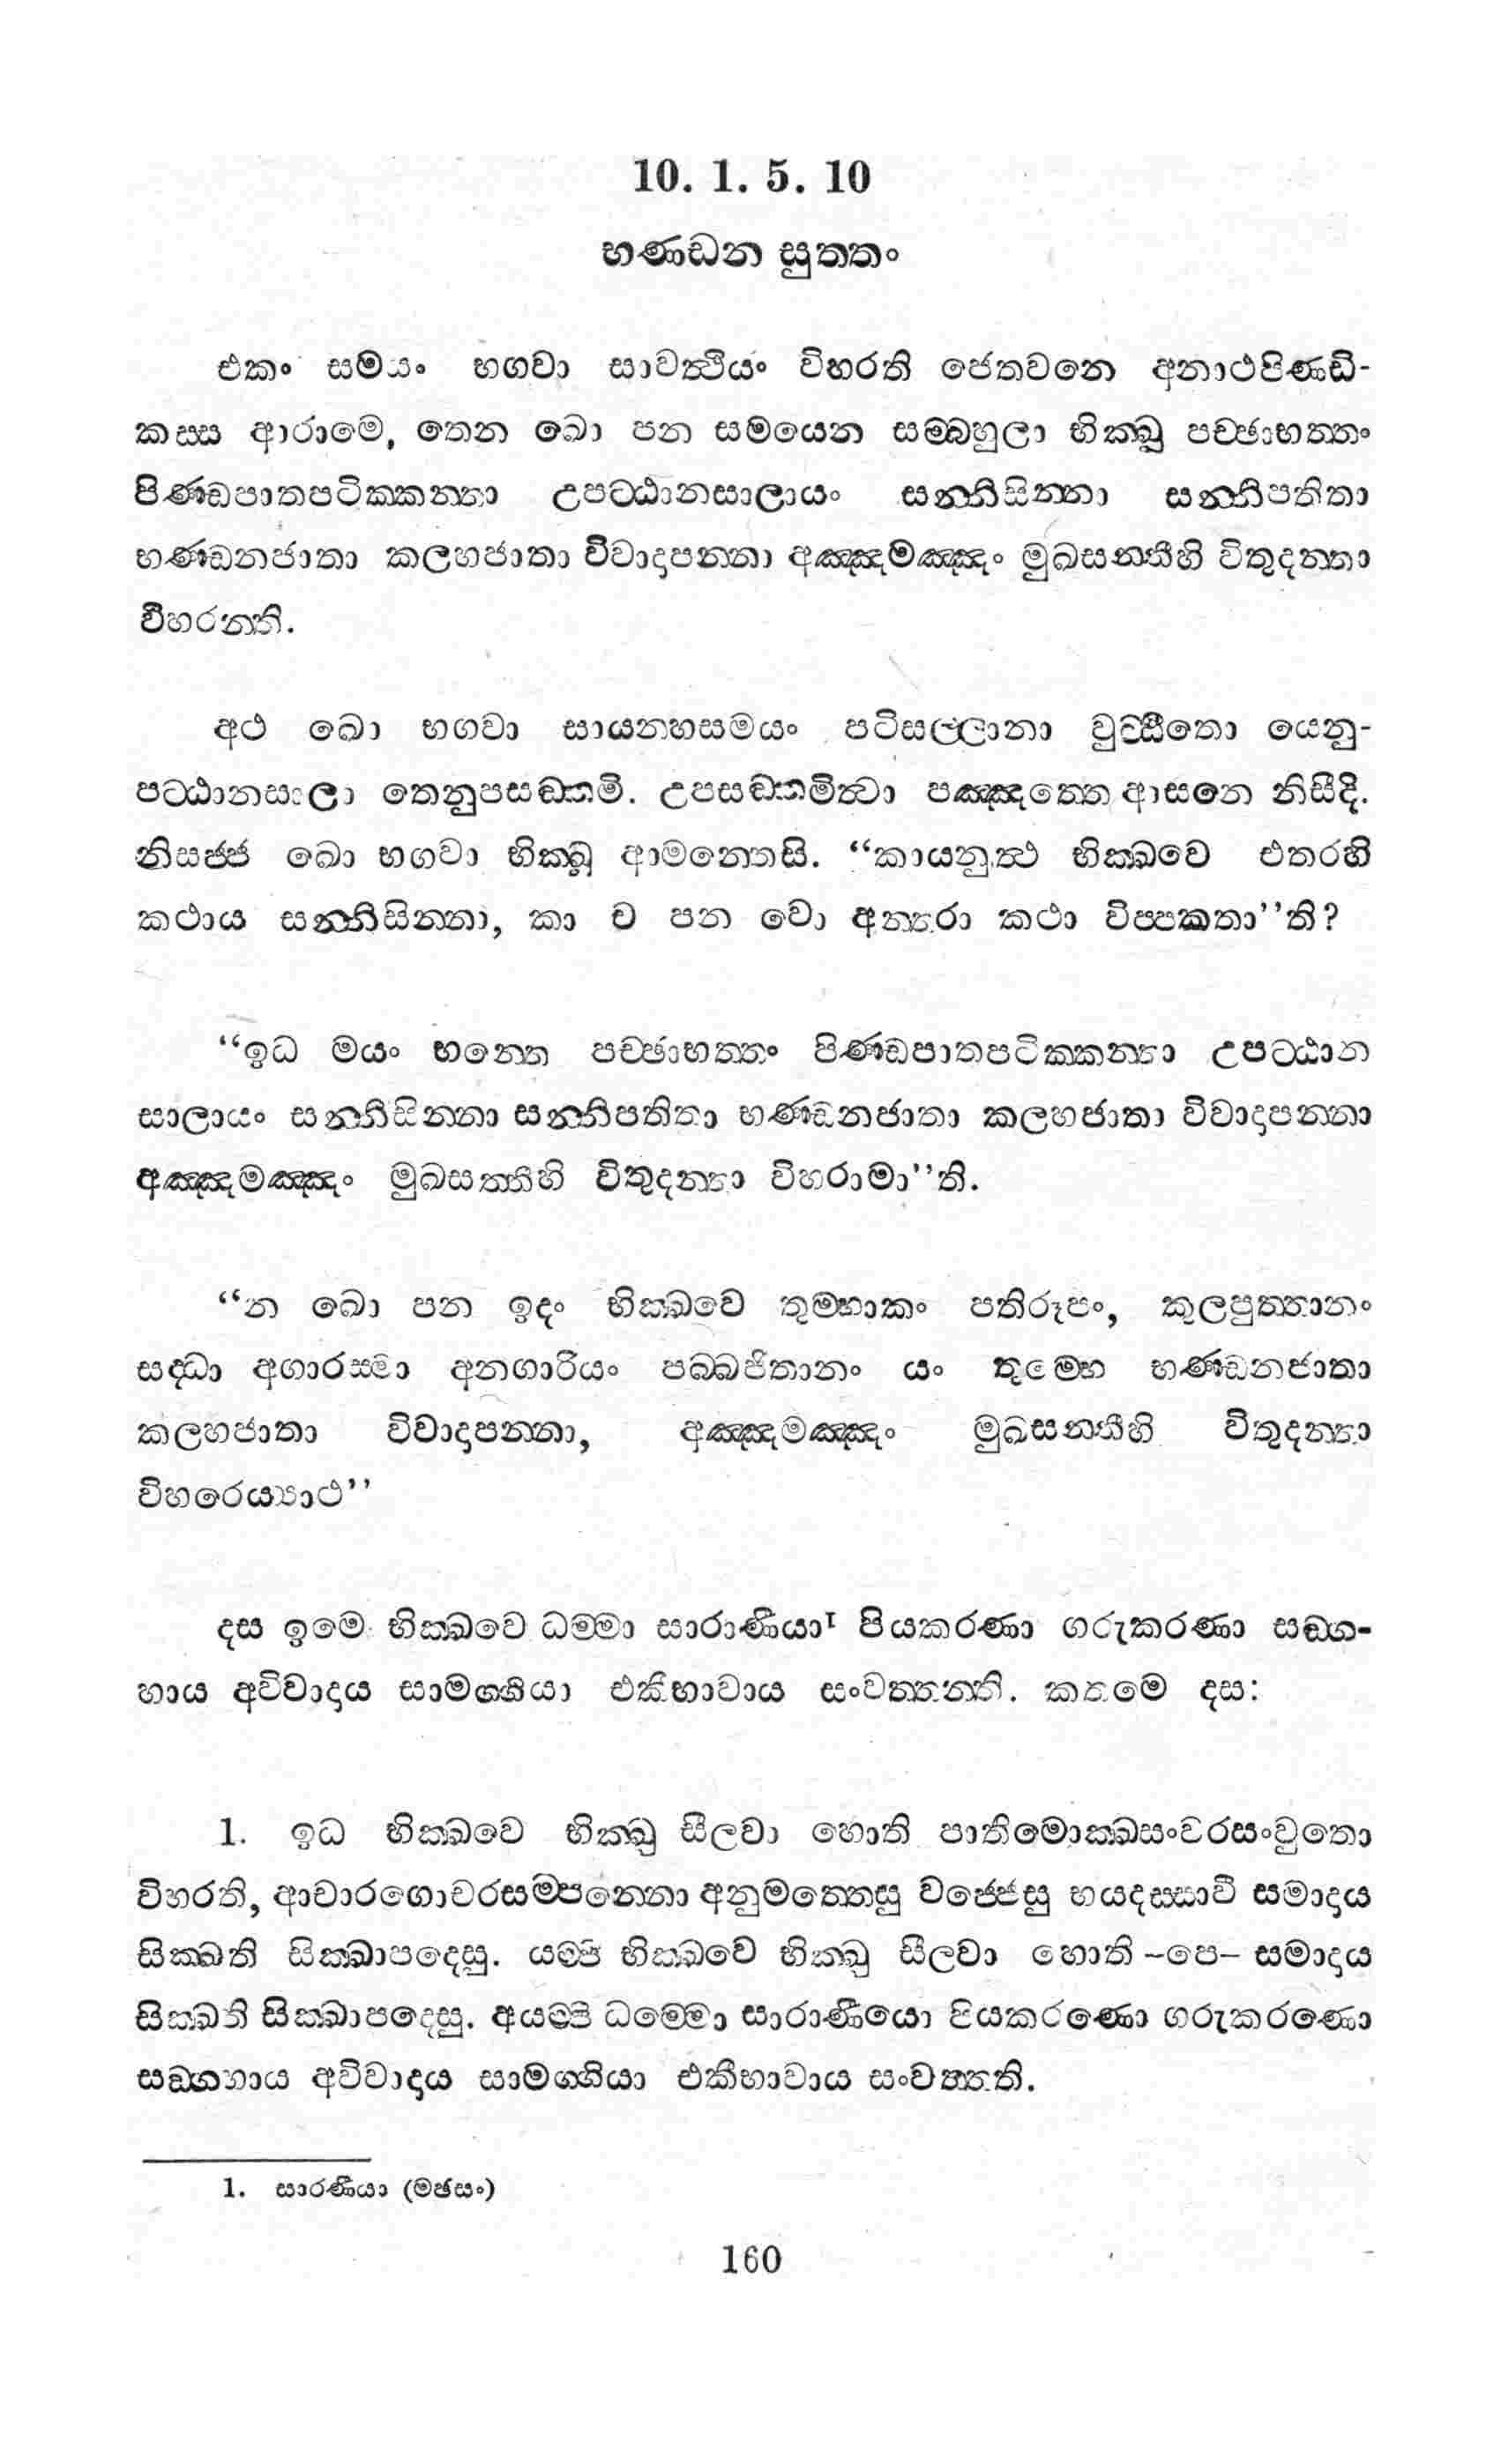 10. 1. 5. 10
භණ්ඩන සුත්තං
එකං සමයං භගවා සාවත්ථියං විහරති ජෙතවනෙ අනාථපිණ්ඩි-
කස්ස ආරාමෙ, තෙන ඛො පන සමයෙන සම්බහුලා භික්ඛූ පච්ඡාභත්තං
පිණ්ඩපාතපටික්කන්තා උපට්ඨානසාලායං සන්නිසින්නා සන්නිපතිතා
භණ්ඩනජාතා කලහජාතා විවාදාපන්නා අඤ්ඤමඤ්ඤං මුඛසත්තීහි විතුදන්තා
විහරන්ති.
අථ ඛො භගවා සායනහසමයං පටිසල්ලානා වුට්ඨිතො යෙනු-
පට්ඨානසාලා තෙනුපසඞ්කමි. උපසඞ්කමිත්වා පඤ්ඤත්තෙ ආසනෙ නිසීදි.
නිසජ්ජ ඛො භගවා භික්ඛූ ආමන්තෙසි. “කායනුත්ථ භික්ඛවෙ එතරහි
කථාය සන්නිසින්නා, කා ච පන වො අන්තරා කථා විප්පකතා”ති?
“ඉධ මයං භන්තෙ පච්ඡාභත්තං පිණ්ඩපාතපටික්කන්තා උපට්ඨාන
සාලායං සන්නිසින්නා සන්නිපතිතා භණ්ඩනජාතා කලහජාතා විවාදාපන්නා
අඤ්ඤමඤ්ඤං මුඛසත්තීහි විතුදන්තා විහරාමා”ති.
“න ඛො පන ඉදං භික්ඛවෙ තුම්හාකං පතිරූපං, කුලපුත්තානං
සද්ධා අගාරස්මා අනගාරියං පබ්බජිතානං යං තුම්හෙ භණ්ඩනජාතා
කලහජාතා විවාදාපන්නා, අඤ්ඤමඤ්ඤං මුඛසත්තීහි විතුදන්තා
විහරෙය්‍යාථ”
දස ඉමෙ භික්ඛවෙ ධම්මා සාරාණීයා¹ පියකරණා ගරුකරණා සඞ්ග-
හාය අවිවාදාය සාමග්ගියා එකීභාවාය සංවත්තන්ති. කතමෙ දස:
1. ඉධ භික්ඛවෙ භික්ඛු සීලවා හොති පාතිමොක්ඛසංවරසංවුතො
විහරති, ආචාරගොචරසම්පන්නො අනුමත්තෙසු වජ්ජෙසු භයදස්සාවී සමාදාය
සික්ඛති සික්ඛාපදෙසු. යම්පි භික්ඛවෙ භික්ඛු සීලවා හොති –පෙ– සමාදාය
සික්ඛති සික්ඛාපදෙසු. අයම්පි ධම්මො සාරාණීයො පියකරණො ගරුකරණො
සඞ්ගහාය අවිවාදාය සාමග්ගියා එකීභාවාය සංවත්තති.
1. සාරණීයා (මඡසං)
160